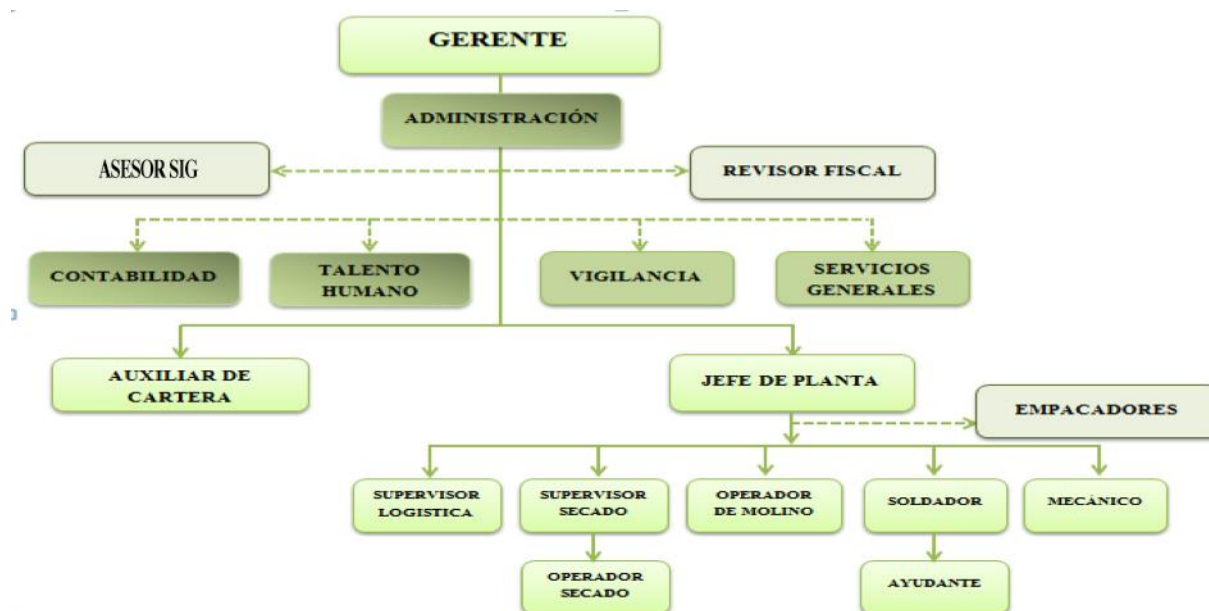 GERENTE
ADMINISTRACIÓN
ASESOR SIG
REVISOR FISCAL
CONTABILIDAD
TALENTO
HUMANO
VIGILANCIA
SERVICIOS
GENERALES
AUXILIAR DE
CARTERA
JEFE DE PLANTA
EMPACADORES
SUPERVISOR
LOGISTICA
SUPERVISOR
SECADO
OPERADOR
DE MOLINO
SOLDADOR
MECÁNICO
OPERADOR
SECADO
AYUDANTE